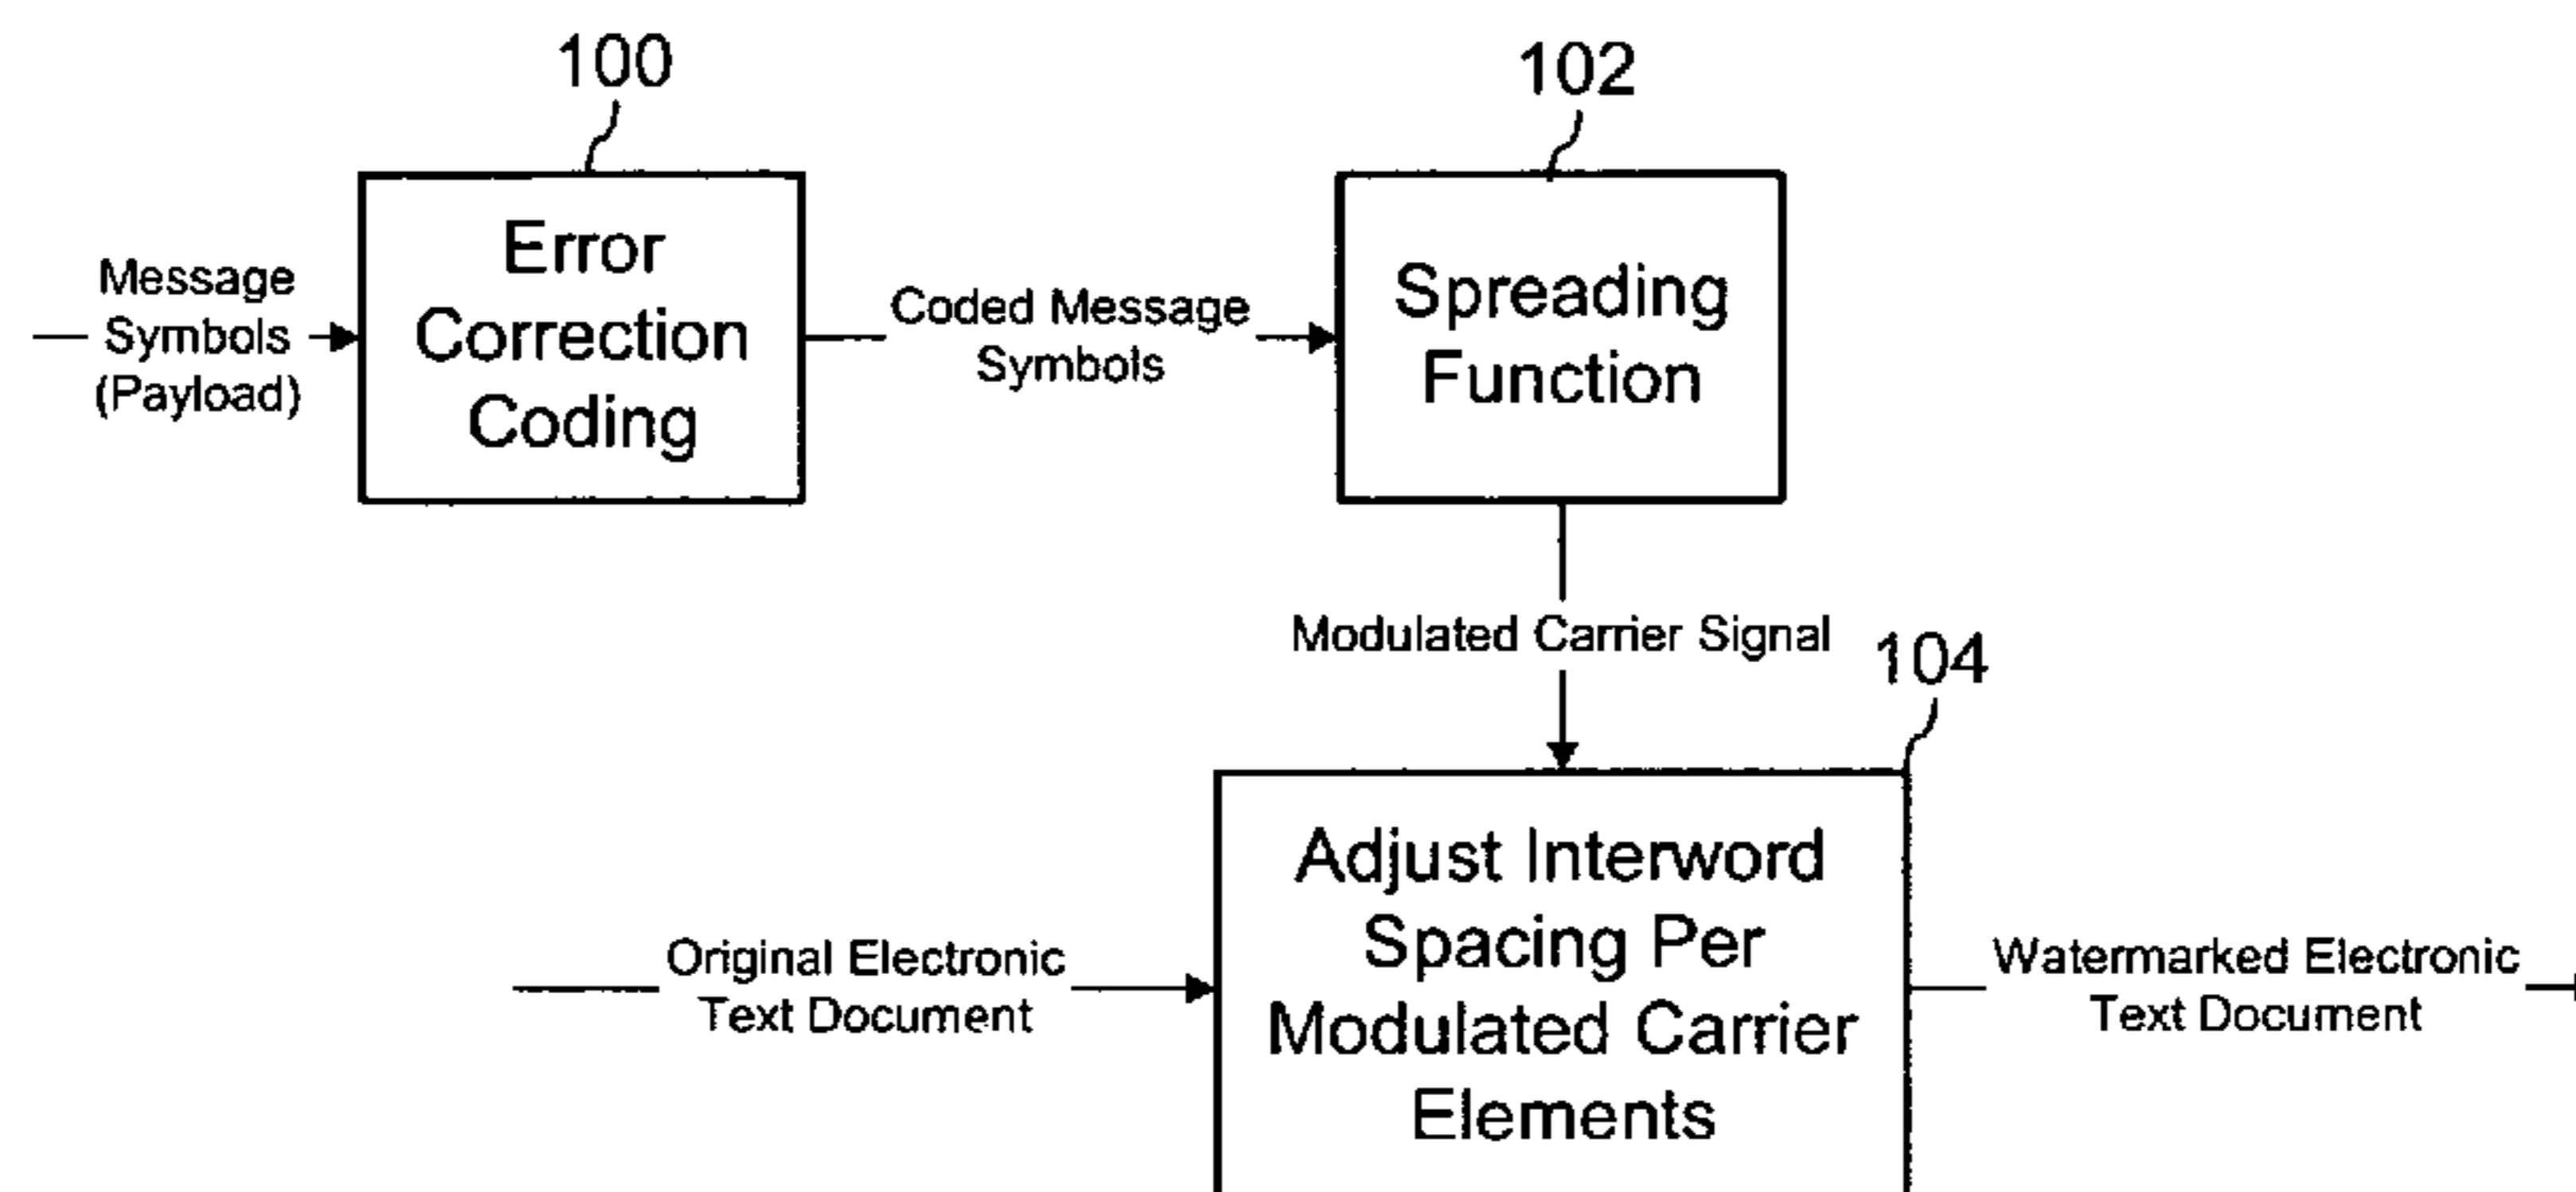 100
102
Message
Symbols
(Payload)
Error
Correction
Coding
Coded Message
Symbols
Spreading
Function
Modulated Carrier Signal
104
Original Electronic
Text Document
Adjust Interword
Spacing Per
Modulated Carrier
Elements
Watermarked Electronic
Text Document